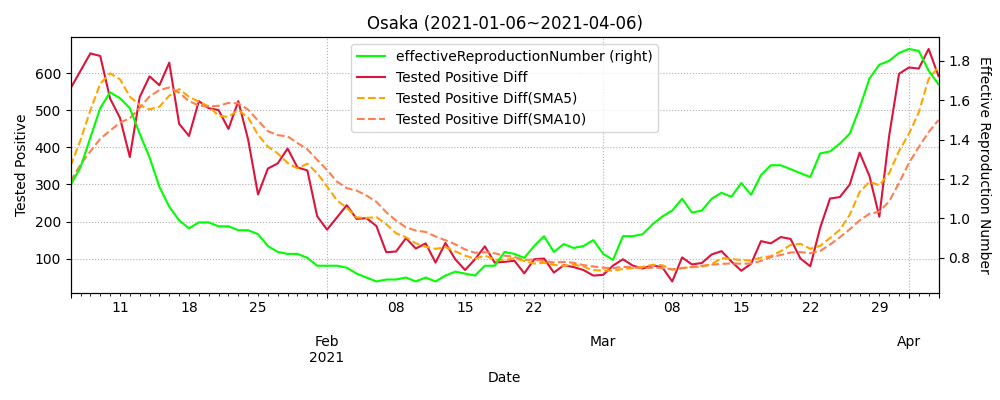 Osaka (2021-01-06~2021-04-06)
effectiveReproductionNumber (right)
Tested Positive Diff
Tested Positive Diff(SMA5)
Tested Positive Diff(SMA10)
Tested Positive
600
500
400
300
200
100
1.8
1.6
1.4
1.2
1.0
0.8
Effective Reproduction Number
11 18 25 08 15 22 08 15 22 29
Feb Mar Apr
2021
Date